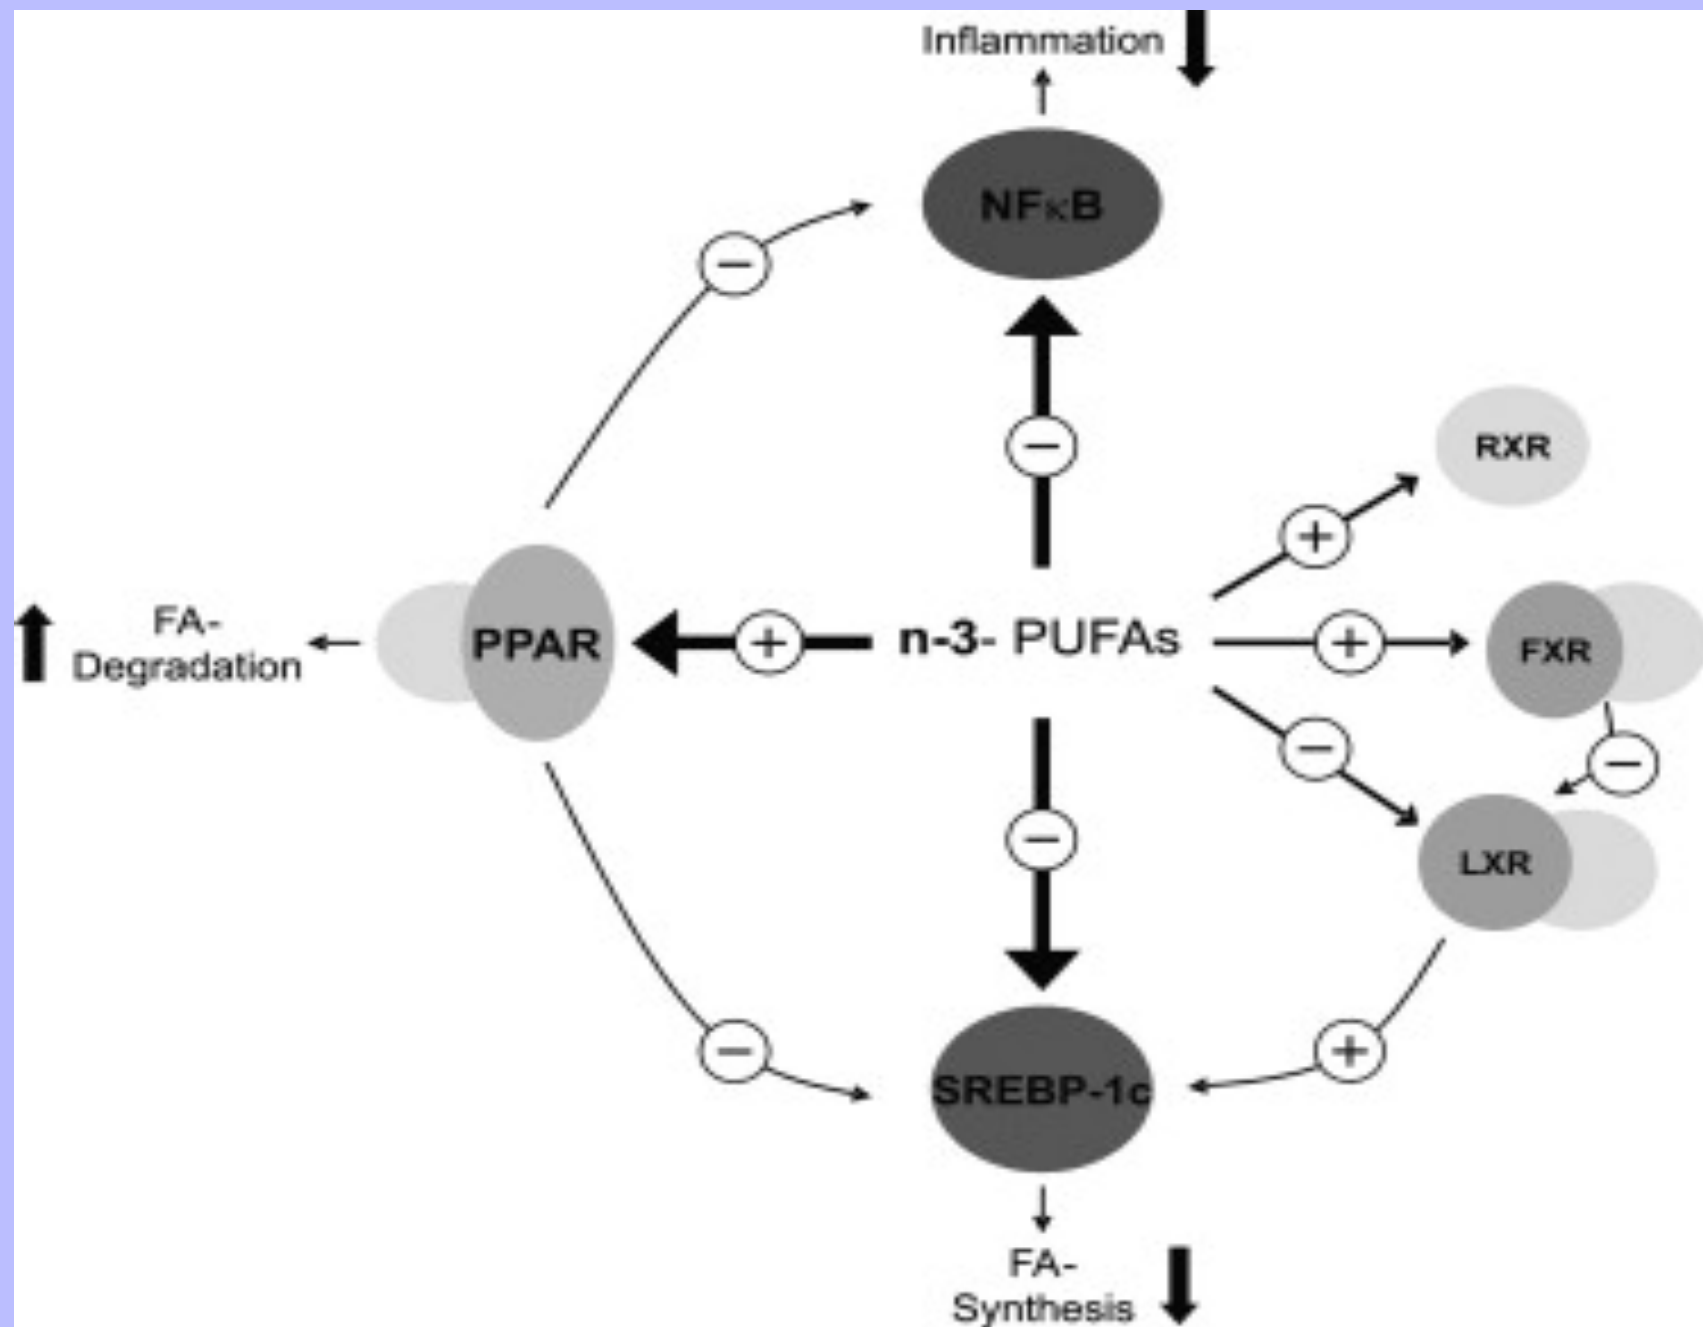 Inflammation
NFκB
−
−
RXR
+
FA-
Degradation
PPAR
+
n-3- PUFAs
+
FXR
−
−
−
LXR
−
+
SREBP-1c
FA-
Synthesis